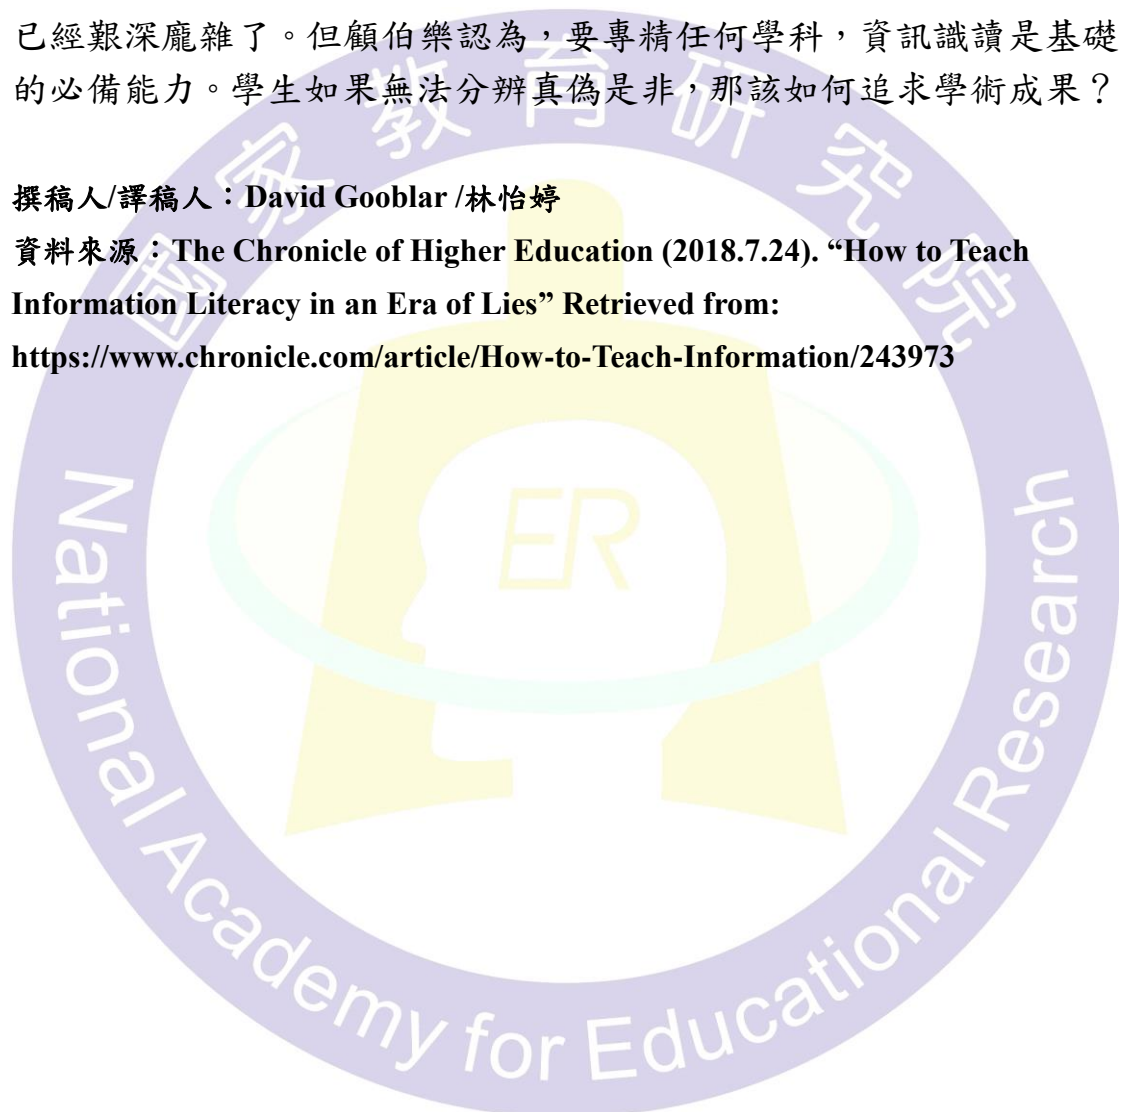 已經艱深龐雜了。但顧伯樂認為，要專精任何學科，資訊識讀是基礎
的必備能力。學生如果無法分辨真偽是非，那該如何追求學術成果？
撰稿人/譯稿人：David Gooblar /林怡婷
資料來源：The Chronicle of Higher Education (2018.7.24). “How to Teach
Information Literacy in an Era of Lies” Retrieved from:
https://www.chronicle.com/article/How-to-Teach-Information/243973
國家教育研究院
ER
National Academy for Educational Research